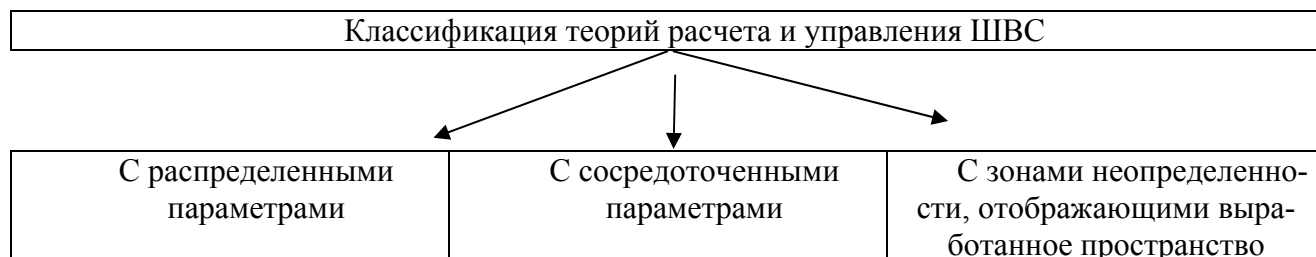 Классификация теорий расчета и управления ШВС
С распределенными
параметрами
С сосредоточенными
параметрами
С зонами неопределенно-
сти, отображающими выра-
ботанное пространство